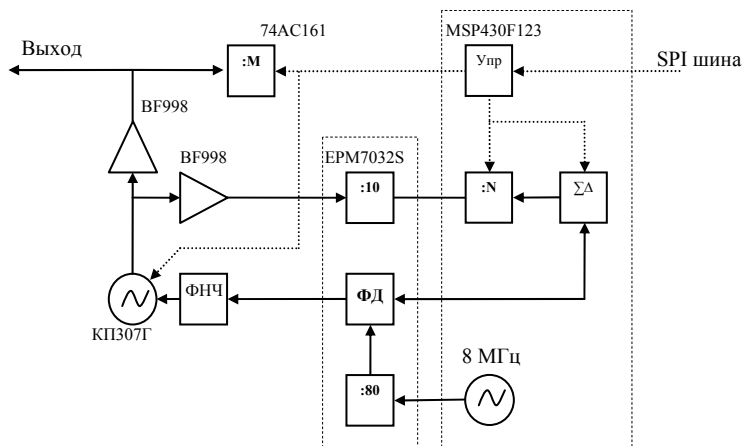 74AC161
MSP430F123
Выход
:M
Упр
SPI шина
BF998
BF998
EPM7032S
:10
:N
∑Δ
ФНЧ
ФД
КП307Г
8 МГц
:80